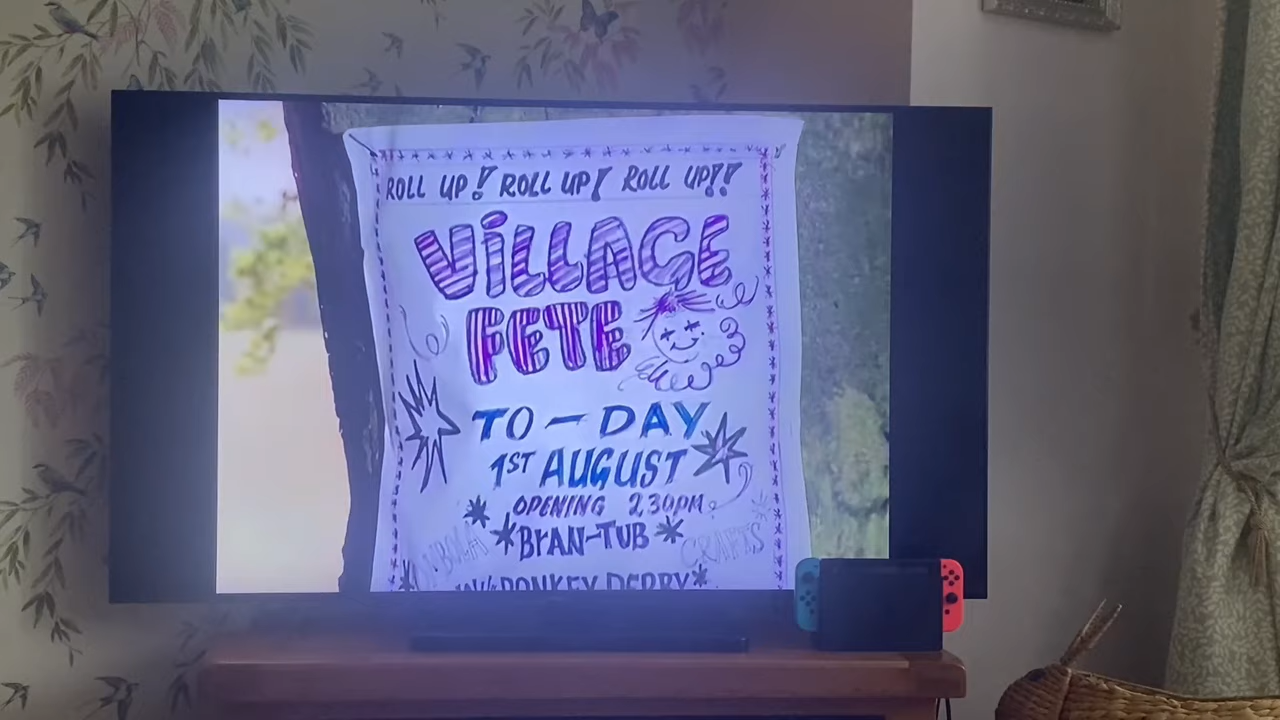 ROLL UP! ROLL UP! ROLL UP!!
VILLAGE
FETE
TO - DAY
1ST AUGUST
OPENING 2.30PM
BRAN-TUB
CRAFTS
DONKEY DERBY